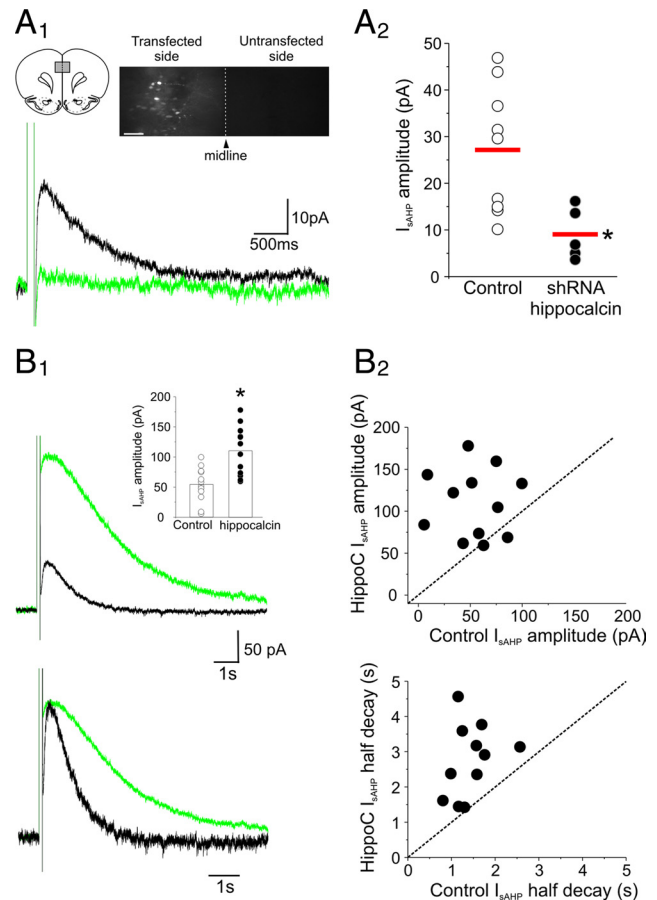 A1
Transfected side
Untransfected side
midline
10pA
500ms
A2
IsAHP amplitude (pA)
50
40
30
20
10
0
*
Control
shRNA hippocalcin
B1
IsAHP amplitude (pA)
200
150
100
50
0
*
Control
hippocalcin
50 pA
1s
1s
B2
HippoC IsAHP amplitude (pA)
200
150
100
50
0
0
50
100
150
200
Control IsAHP amplitude (pA)
HippoC IsAHP half decay (s)
5
4
3
2
1
0
0
1
2
3
4
5
Control IsAHP half decay (s)